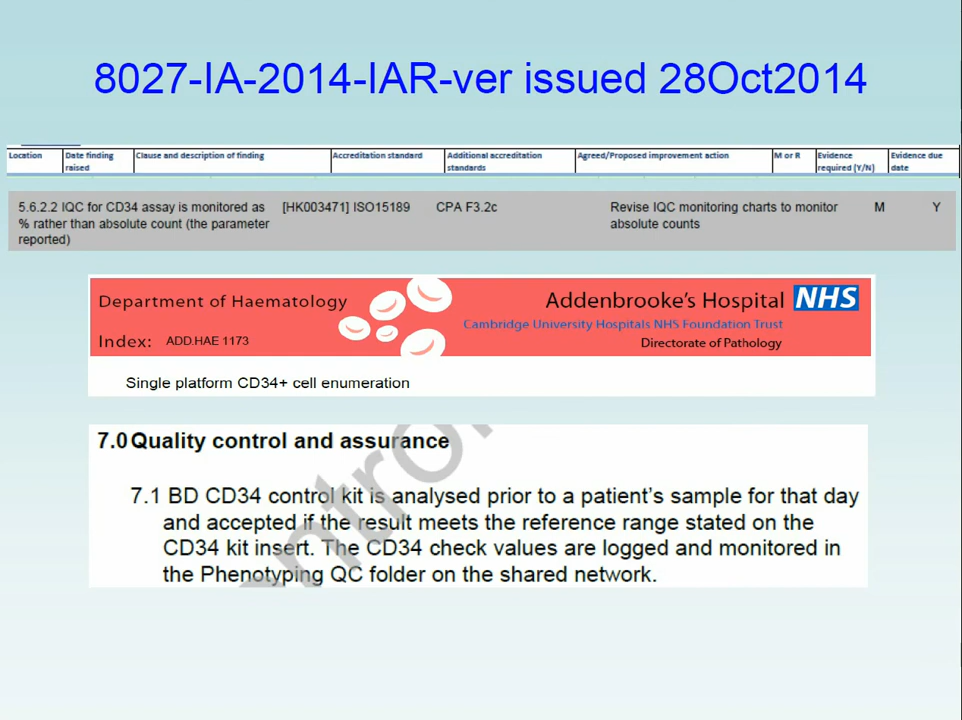 8027-IA-2014-IAR-ver issued 28Oct2014
Location Date finding raised Clause and description of finding Accreditation standard Additional accreditation standards Agreed/Proposed improvement action M or R Evidence required (Y/N) Evidence due date
5.6.2.2 IQC for CD34 assay is monitored as [HK003471] ISO15189 CPA F3.2c Revise IQC monitoring charts to monitor M Y
% rather than absolute count (the parameter absolute counts
reported)
Department of Haematology
Addenbrooke's Hospital NHS
Cambridge University Hospitals NHS Foundation Trust
Index: ADD.HAE 1173
Directorate of Pathology
Single platform CD34+ cell enumeration
7.0 Quality control and assurance
7.1 BD CD34 control kit is analysed prior to a patient's sample for that day
and accepted if the result meets the reference range stated on the
CD34 kit insert. The CD34 check values are logged and monitored in
the Phenotyping QC folder on the shared network.